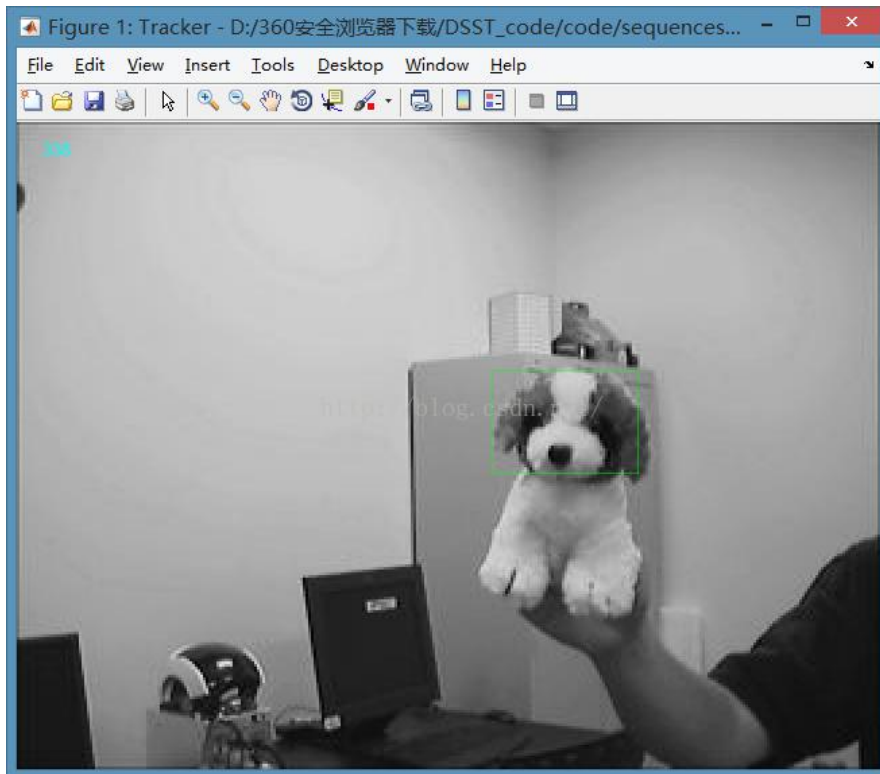 Figure 1: Tracker - D:/360安全浏览器下载/DSST_code/code/sequences...
File Edit View Insert Tools Desktop Window Help